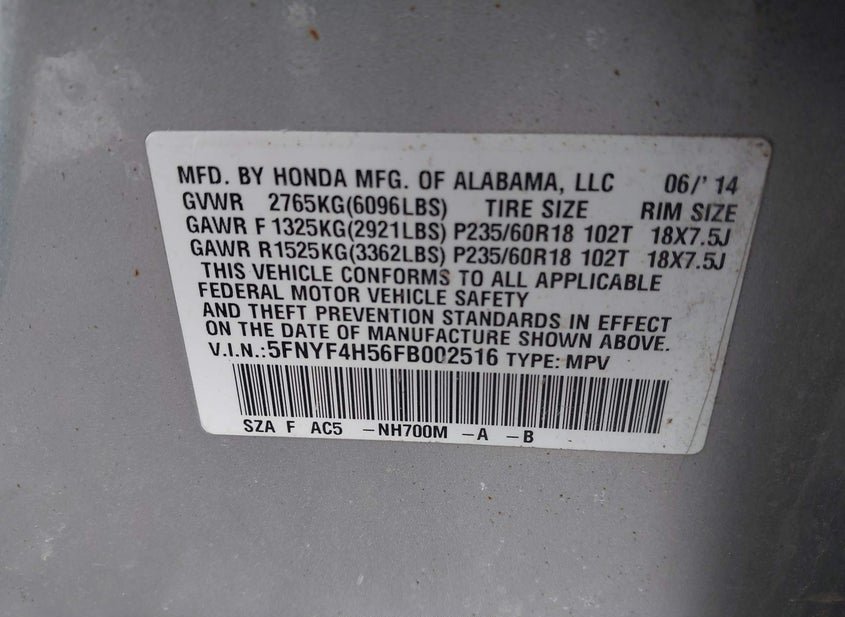 MFD. BY HONDA MFG. OF ALABAMA, LLC 06/' 14
GVWR 2765KG(6096LBS) TIRE SIZE RIM SIZE
GAWR F 1325KG(2921LBS) P235/60R18 102T 18X7.5J
GAWR R1525KG(3362LBS) P235/60R18 102T 18X7.5J
THIS VEHICLE CONFORMS TO ALL APPLICABLE
FEDERAL MOTOR VEHICLE SAFETY
AND THEFT PREVENTION STANDARDS IN EFFECT
ON THE DATE OF MANUFACTURE SHOWN ABOVE.
V.I.N.:5FNYF4H56FB002516 TYPE: MPV
SZA F AC5 -NH700M -A -B